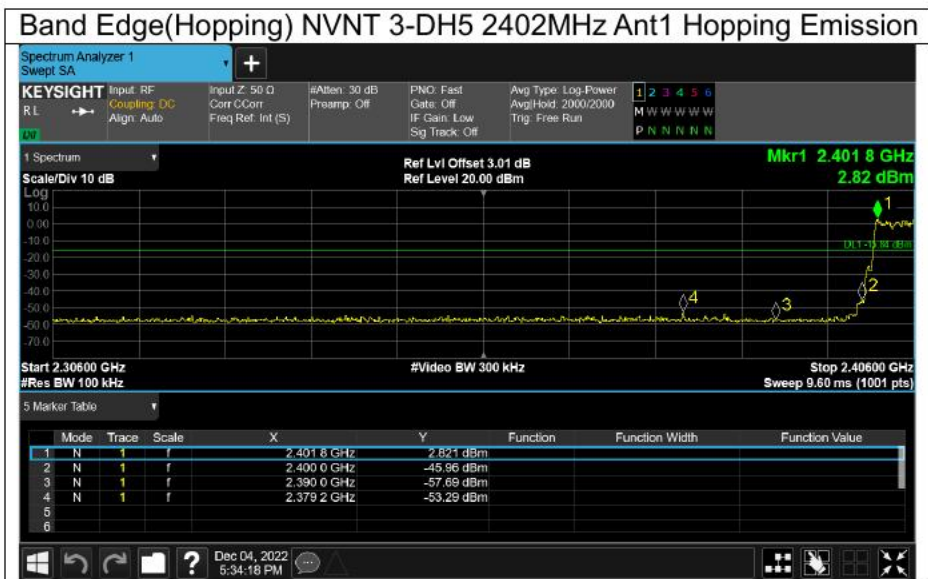 Band Edge(Hopping) NVNT 3-DH5 2402MHz Ant1 Hopping Emission
Spectrum Analyzer 1
Swept SA
+
KEYSIGHT Input: RF Input Z: 50 Ω #Atten: 30 dB PNO: Fast Avg Type: Log-Power 1 2 3 4 5 6
RL Coupling: DC Corr CCorr Preamp: Off Gate: Off Avg|Hold: 2000/2000 M W W W W W
Align: Auto Freq Ref: Int (S) IF Gain: Low Trig: Free Run
Sig Track: Off P N N N N N
1 Spectrum Ref Lvl Offset 3.01 dB Mkr1 2.401 8 GHz
Scale/Div 10 dB Ref Level 20.00 dBm 2.82 dBm
Log
10.0
0.00
-10.0
-20.0
-30.0
-40.0
-50.0
-60.0
-70.0
1
2
3
4
Start 2.30600 GHz #Video BW 300 kHz Stop 2.40600 GHz
#Res BW 100 kHz Sweep 9.60 ms (1001 pts)
5 Marker Table
Mode Trace Scale X Y Function Function Width Function Value
1 N 1 f 2.401 8 GHz 2.821 dBm
2 N 1 f 2.400 0 GHz -45.96 dBm
3 N 1 f 2.390 0 GHz -57.69 dBm
4 N 1 f 2.379 2 GHz -53.29 dBm
5
6
? Dec 04, 2022
5:34:18 PM